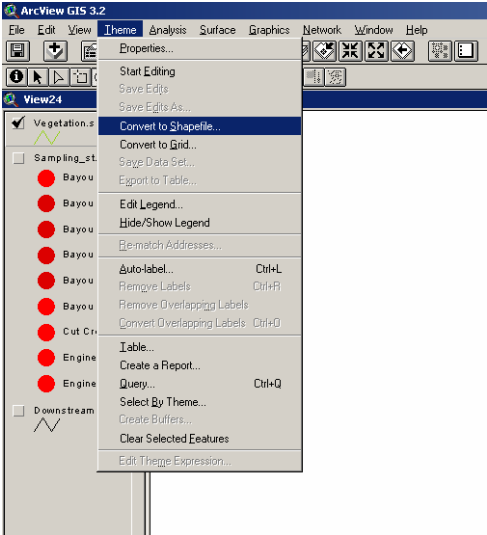 ArcView GIS 3.2
File Edit View Theme Analysis Surface Graphics Network Window Help
View24
Vegetation.s
Sampling_st.
Bayou
Bayou
Bayou
Bayou
Bayou
Bayou
Cut Cr
Engine
Engine
Downstream
Properties...
Start Editing
Save Edits
Save Edits As...
Convert to Shapefile...
Convert to Grid...
Save Data Set...
Export to Table...
Edit Legend...
Hide/Show Legend
Re-match Addresses...
Auto-label... Ctrl+L
Remove Labels Ctrl+R
Remove Overlapping Labels
Convert Overlapping Labels Ctrl+O
Table...
Create a Report...
Query... Ctrl+Q
Select By Theme...
Create Buffers...
Clear Selected Features
Edit Theme Expression...